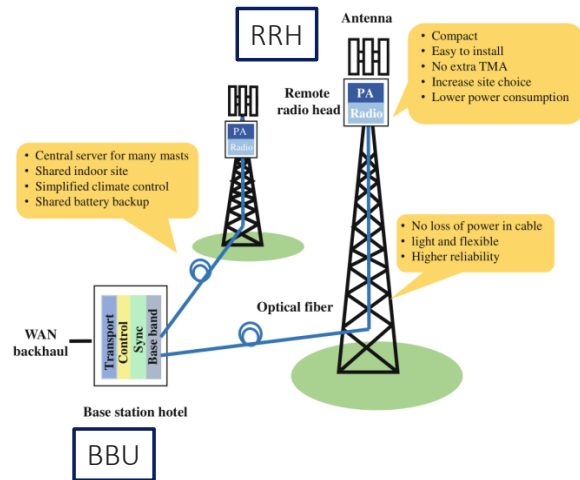 RRH
Antenna
• Compact
• Easy to install
• No extra TMA
• Increase site choice
• Lower power consumption
Remote
radio head
PA
Radio
PA
Radio
• Central server for many masts
• Shared indoor site
• Simplified climate control
• Shared battery backup
• No loss of power in cable
• light and flexible
• Higher reliability
Optical fiber
WAN
backhaul
Transport
Control
Sync
Base band
Base station hotel
BBU